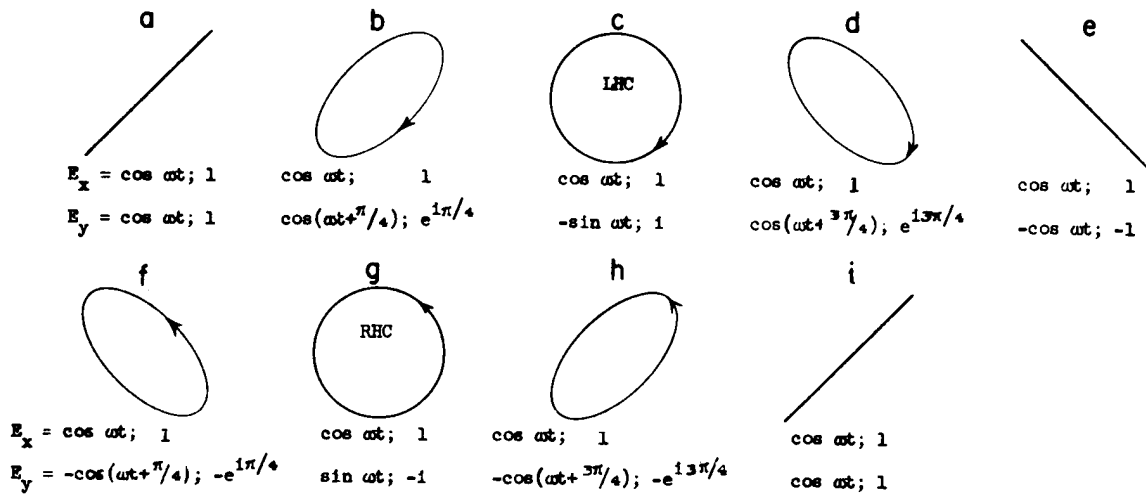 a b c d e
LHC
E_x = cos ωt; 1 cos ωt; 1 cos ωt; 1 cos ωt; 1 cos ωt; 1
E_y = cos ωt; 1 cos(ωt+π/4); e^iπ/4 -sin ωt; i cos(ωt+3π/4); e^i3π/4 -cos ωt; -1
f g h i
RHC
E_x = cos ωt; 1 cos ωt; 1 cos ωt; 1 cos ωt; 1
E_y = -cos(ωt+π/4); -e^iπ/4 sin ωt; -i -cos(ωt+3π/4); -e^i3π/4 cos ωt; 1